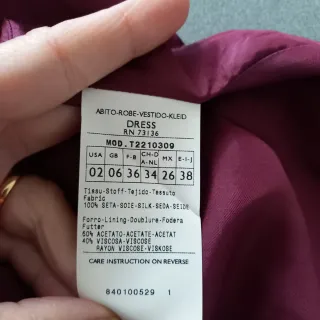 ABITO-ROBE-VESTIDO-KLEID
DRESS
RN 73136
MOD. T2210309
USA GB F-B CH-D A-NL MX E-I-J
02 06 36 34 26 38
Tissu-Stoff-Tejido-Tessuto
Fabric
100% SETA-SOIE-SILK-SEDA-SEIDE
Forro-Lining-Doublure-Fodera
Futter
60% ACETATO-ACETATE-ACETAT
40% VISCOSA-VISCOSE
RAYON VISCOSE-VISKOSE
CARE INSTRUCTION ON REVERSE
640100529 1